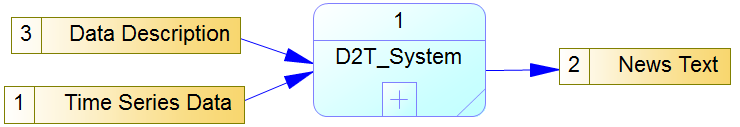 3 Data Description
1 Time Series Data
1
D2T_System
+
2 News Text